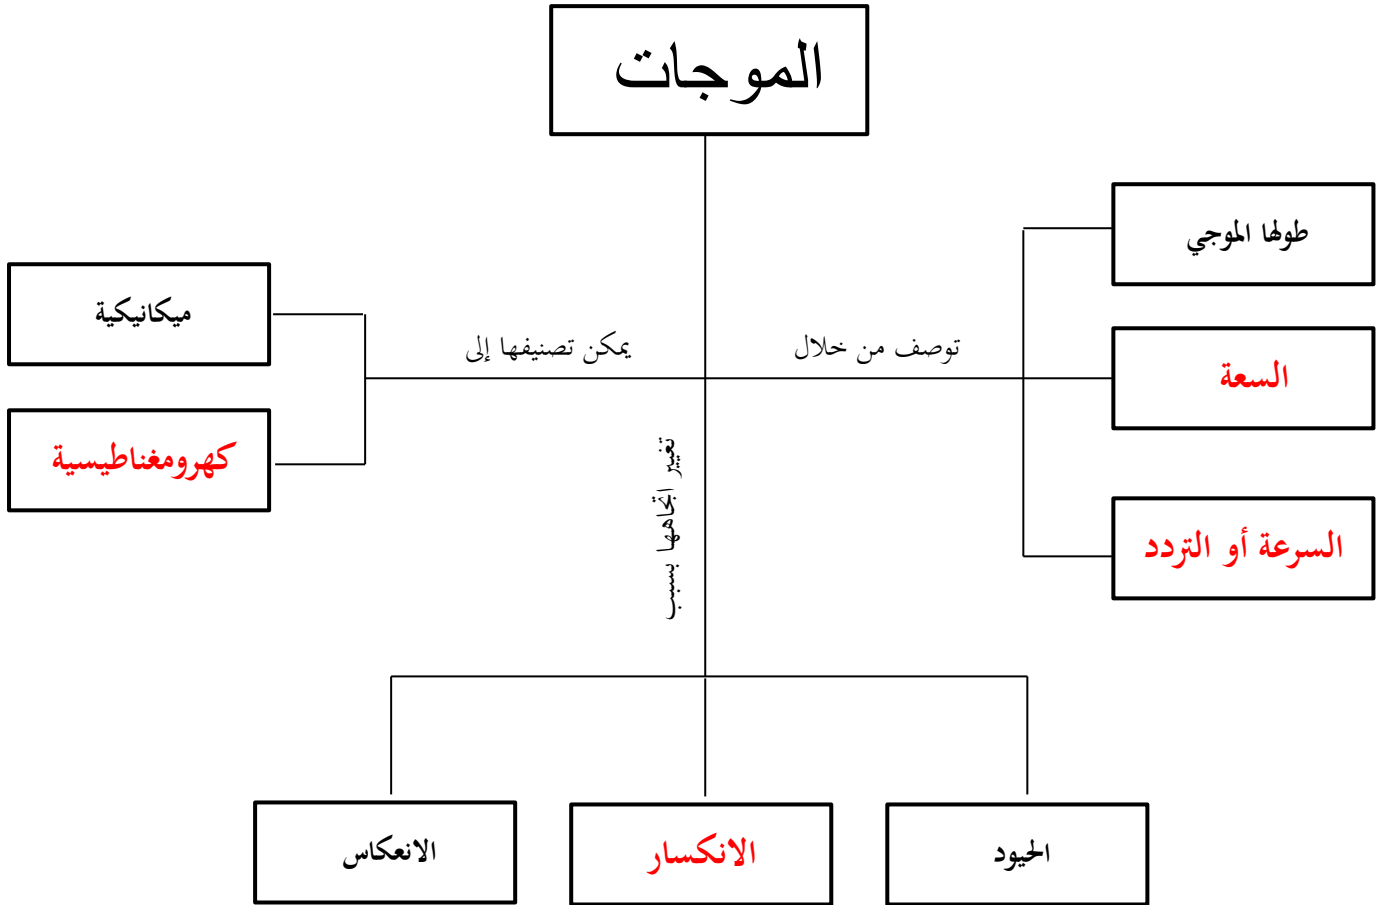 الموجات
طولها الموجي
ميكانيكية
توصف من خلال
يمكن تصنيفها إلى
السعة
كهرومغناطيسية
تغيير اتجاهها بسبب
السرعة أو التردد
الحيود
الانكسار
الانعكاس